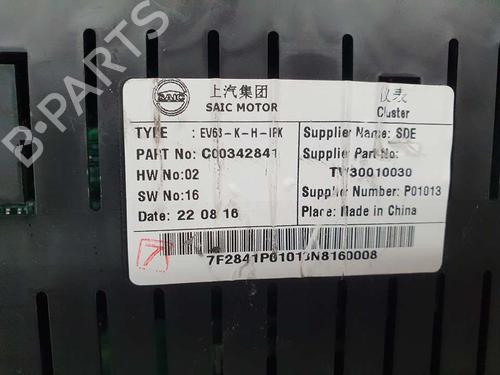 B-PARTS
上汽集团
SAIC
SAIC MOTOR
仪表
Cluster
TYPE : EV63-K-H-IPK
Supplier Name: SDE
PART No: C00342841
Supplier Part No:
HW No:02
TW30010030
SW No:16
Supplier Number: P01013
Date: 22 08 16
Place: Made in China
7
7F2841P01013N8160008